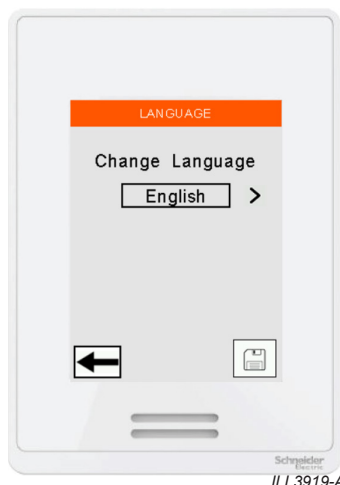 LANGUAGE
Change Language
English >
Schneider
Electric
ILL3919-A